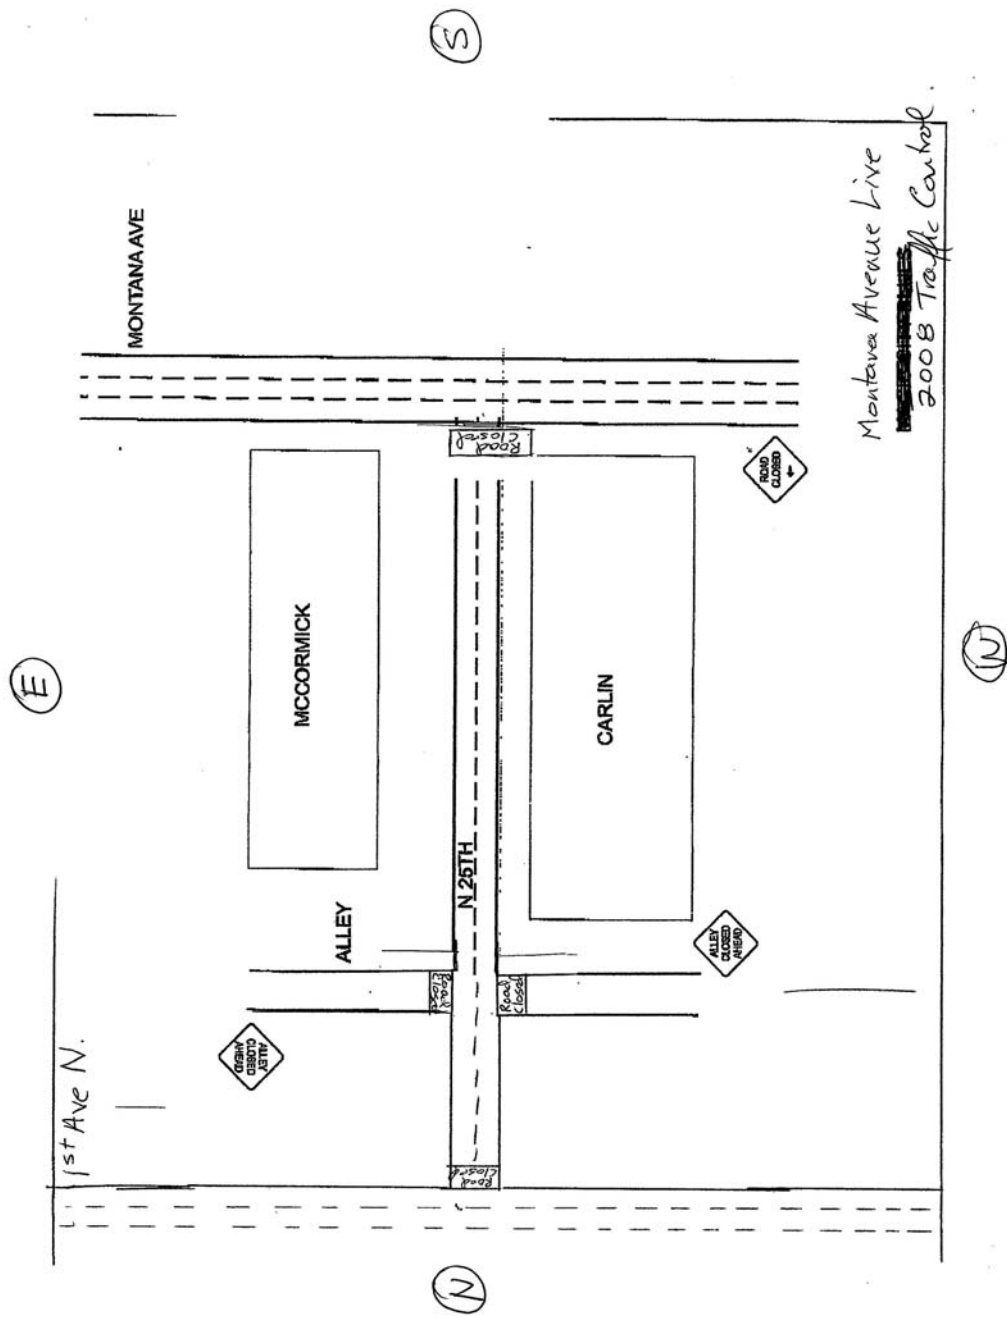 S
MONTANA AVE
E
MCCORMICK
Road
Closed
ROAD
CLOSED
←
N 25TH
CARLIN
ALLEY
Road
Closed
Road
Closed
ALLEY
CLOSED
AHEAD
ALLEY
CLOSED
AHEAD
1st Ave N.
Road
Closed
N
W
Montana Avenue Live
2008 Traffic Control.